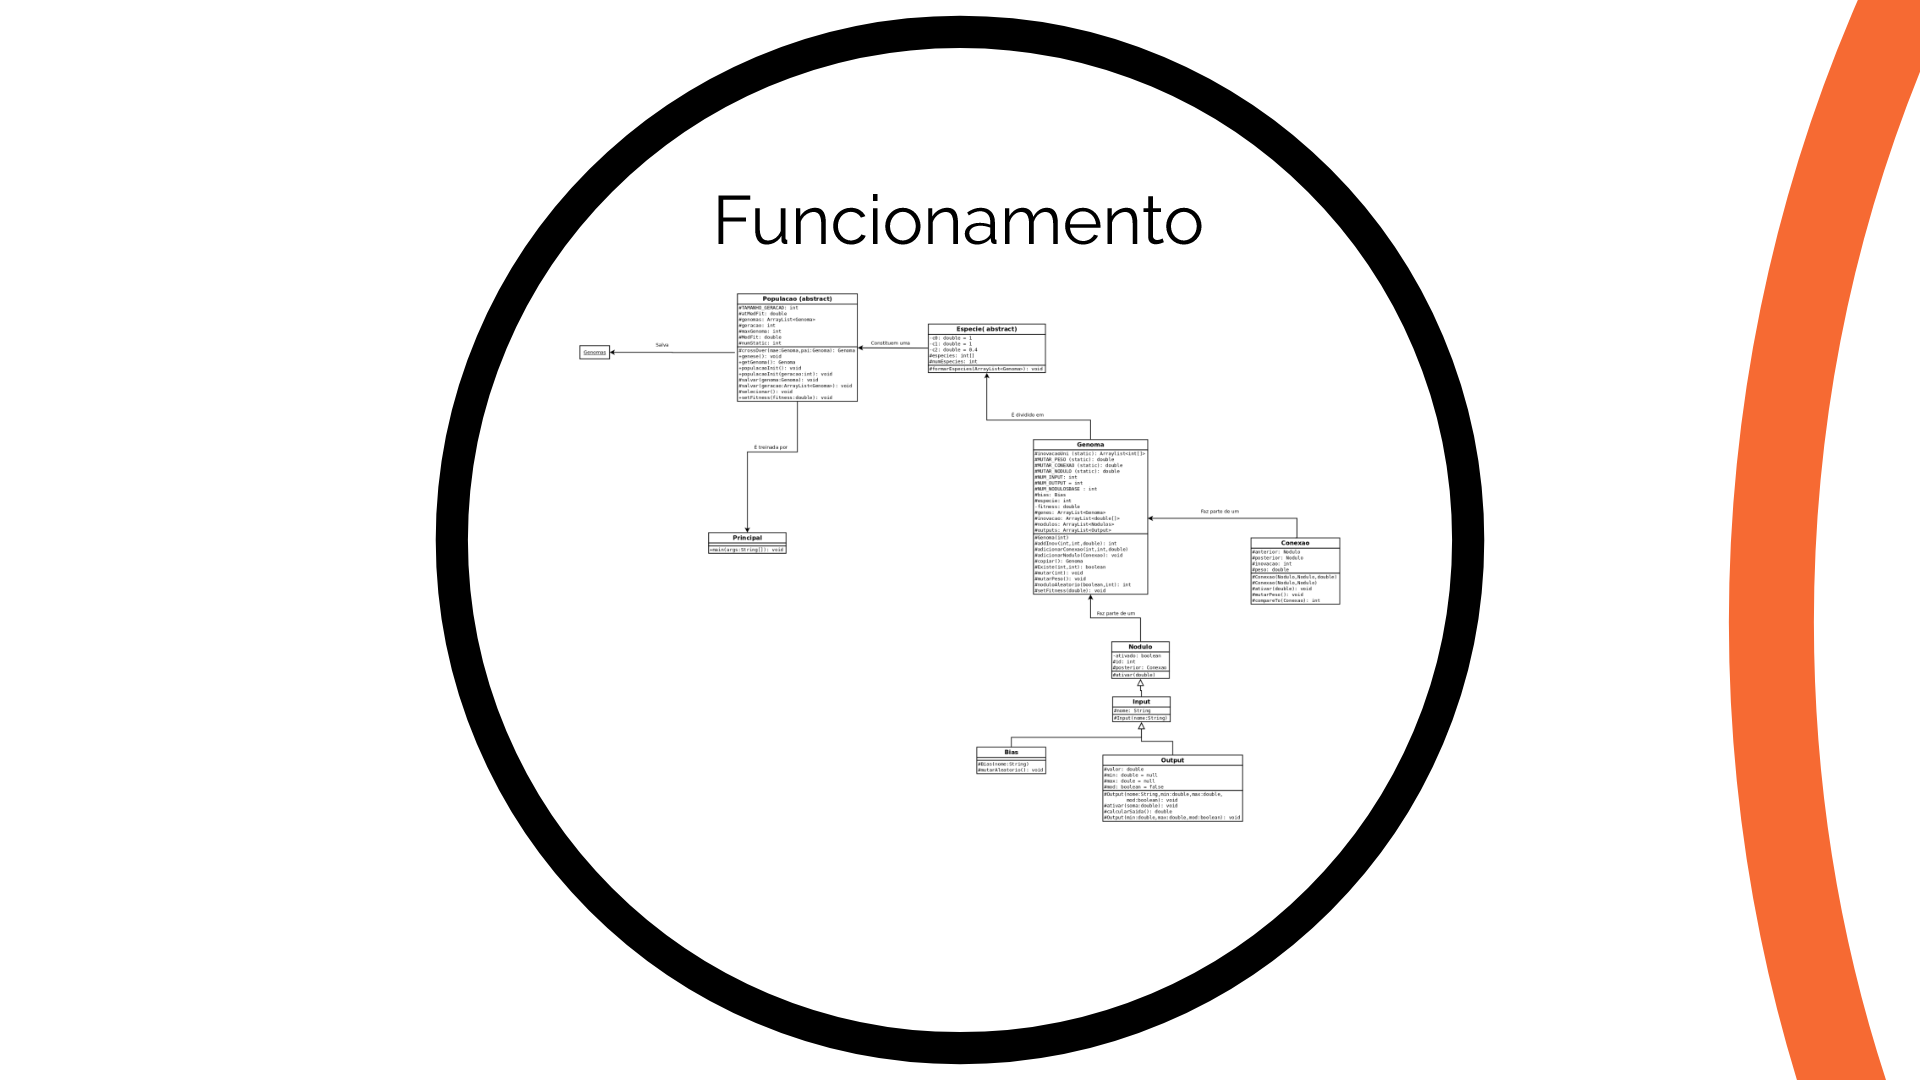 Funcionamento
Populacao (abstract)
#TAMANHO_GERACAO: int
#utMedFit: double
#genomas: ArrayList<Genoma>
#geracao: int
#maxGenoma: int
#MedFit: double
#numStatic: int
#crossOver(mae:Genoma,pai:Genoma): Genoma
+genese(): void
+getGenoma(): Genoma
+populacaoInit(): void
+populacaoInit(geracao:int): void
#salvar(genoma:Genoma): void
#salvar(geracao:ArrayList<Genoma>): void
#selecionar(): void
+setFitness(fitness:double): void
Salva
Genomas
Constituem uma
Especie( abstract)
-c0: double = 1
-c1: double = 1
-c2: double = 0.4
#especies: int[]
#numEspecies: int
#formarEspecies(ArrayList<Genoma>): void
É dividide em
É treinada por
Principal
+main(args:String[]): void
Genoma
#inovacaoUni (static): Arraylist<int[]>
#MUTAR_PESO (static): double
#MUTAR_CONEXAO (static): double
#MUTAR_NODULO (static): double
#NUM_INPUT: int
#NUM_OUTPUT = int
#NUM_NODULOSBASE - int
#bias: Bias
#especie: int
-fitness: double
#genes: ArrayList<Genoma>
#inovacao: ArrayList<double[]>
#nodulos: ArrayList<Nodulos>
#outputs: ArrayList<Output>
#Genoma(int)
#addInov(int,int,double): int
#adicionarConexao(int,int,double)
#adicionarNodulo(Conexao): void
#copiar(): Genoma
#Existe(int,int): boolean
#mutar(int): void
#mutarPeso(): void
#noduloAleatorio(boolean,int): int
#setFitness(double): void
Faz parte de um
Conexao
#anterior: Nodulo
#posterior: Nodulo
#inovacao: int
#peso: double
#Conexao(Nodulo,Nodulo,double)
#Conexao(Nodulo,Nodulo)
#ativar(double): void
#mutarPeso(): void
#compareTo(Conexao): int
Faz parte de um
Nodulo
-ativado: boolean
#id: int
#posterior: Conexao
#ativar(double)
Input
#nome: String
#Input(nome:String)
Bias
#Bias(nome:String)
#mutarAleatorio(): void
Output
#valor: double
#min: double = null
#max: doule = null
#mod: boolean = false
#Output(nome:String,min:double,max:double,
mod:boolean): void
#ativar(soma:double): void
#calcularSaida(): double
#Output(min:double,max:double,mod:boolean): void